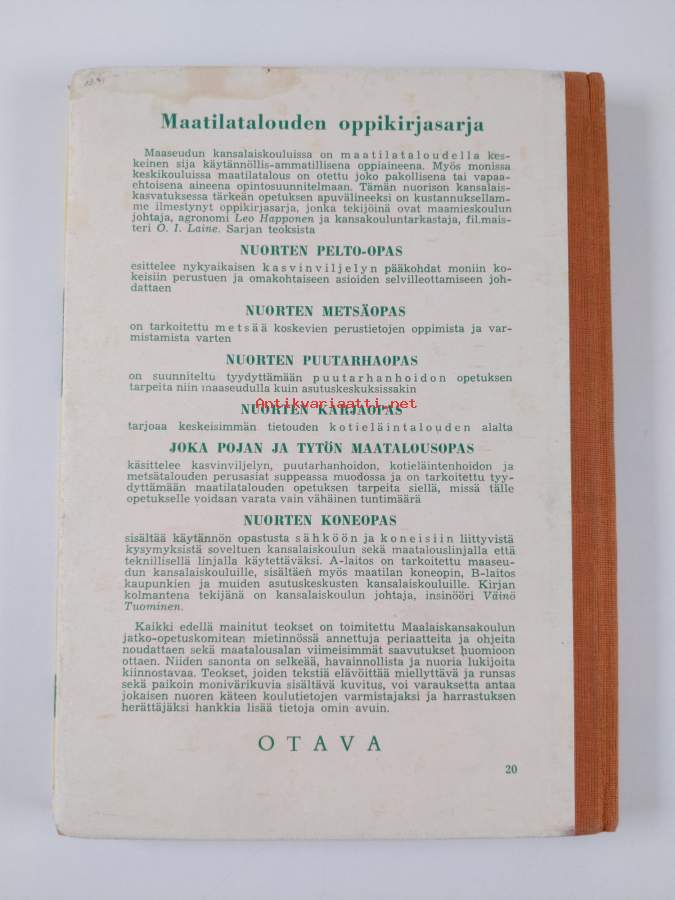 Maatilatalouden oppikirjasarja
Maaseudun kansalaiskouluissa on maatilataloudella kes-
keinen sija käytännöllis-ammatillisena oppiaineena. Myös monissa
keskikouluissa maatilatalous on otettu joko pakollisena tai vapaa-
ehtoisena aineena opintosuunnitelmaan. Tämän nuorison kansalais-
kasvatuksessa tärkeän opetuksen apuvälineeksi on kustannuksellam-
me ilmestynyt oppikirjasarja, jonka tekijöinä ovat maamieskoulun
johtaja, agronomi Leo Happonen ja kansakouluntarkastaja, fil.mais-
teri O. I. Laine. Sarjan teoksista
NUORTEN PELTO-OPAS
esittelee nykyaikaisen kasvinviljelyn pääkohdat moniin ko-
keisiin perustuen ja omakohtaiseen asioiden selvilleottamiseen joh-
dattaen
NUORTEN METSÄOPAS
on tarkoitettu metsää koskevien perustietojen oppimista ja var-
mistamista varten
NUORTEN PUUTARHAOPAS
on suunniteltu tyydyttämään puutarhanhoidon opetuksen
tarpeita niin maaseudulla kuin asutuskeskuksissakin
Antikvariaatti.net
NUORTEN KARJAOPAS
tarjoaa keskeisimmän tietouden kotieläintalouden alalta
JOKA POJAN JA TYTÖN MAATALOUSOPAS
käsittelee kasvinviljelyn, puutarhanhoidon, kotieläintenhoidon ja
metsätalouden perusasiat suppeassa muodossa ja on tarkoitettu tyy-
dyttämään maatilatalouden opetuksen tarpeita siellä, missä tälle
opetukselle voidaan varata vain vähäinen tuntimäärä
NUORTEN KONEOPAS
sisältää käytännön opastusta sähköön ja koneisiin liittyvistä
kysymyksistä soveltuen kansalaiskoulun sekä maatalouslinjalla että
teknillisellä linjalla käytettäväksi. A-laitos on tarkoitettu maaseu-
dun kansalaiskouluille, sisältäen myös maatilan koneopin, B-laitos
kaupunkien ja muiden asutuskeskusten kansalaiskouluille. Kirjan
kolmantena tekijänä on kansalaiskoulun johtaja, insinööri Väinö
Tuominen.
Kaikki edellä mainitut teokset on toimitettu Maalaiskansakoulun
jatko-opetuskomitean mietinnössä annettuja periaatteita ja ohjeita
noudattaen sekä maatalousalan viimeisimmät saavutukset huomioon
ottaen. Niiden sanonta on selkeää, havainnollista ja nuoria lukijoita
kiinnostavaa. Teokset, joiden tekstiä elävöittää miellyttävä ja runsas
sekä paikoin monivärikuvia sisältävä kuvitus, voi varauksetta antaa
jokaisen nuoren käteen koulutietojen varmistajaksi ja harrastuksen
herättäjäksi hankkia lisää tietoja omin avuin.
OTAVA
20